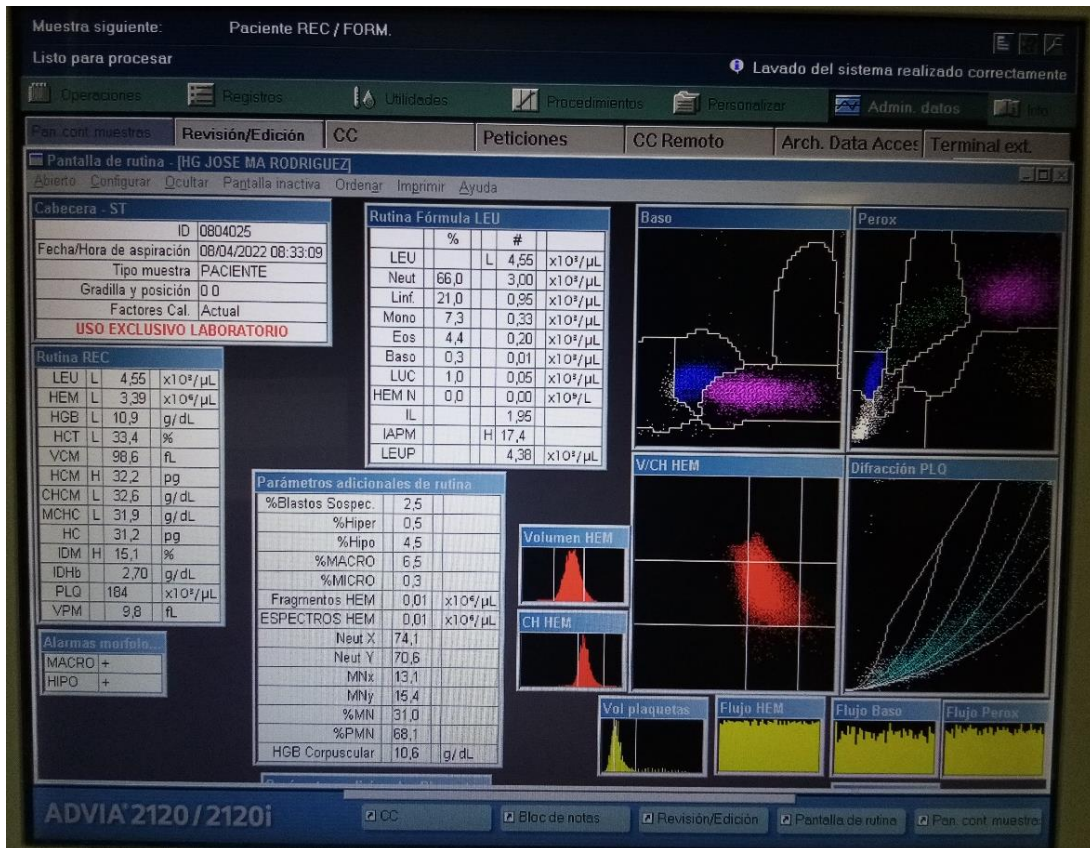 Muestra siguiente: Paciente REC / FORM.
Listo para procesar
Lavado del sistema realizado correctamente
Operaciones Registros Utilidades Procedimientos Personalizar Admin. datos Info
Pan. cont. muestras Revisión/Edición CC Peticiones CC Remoto Arch. Data Acces Terminal ext.
Pantalla de rutina - [HG JOSE MA RODRIGUEZ]
Abierto Configurar Ocultar Pantalla inactiva Ordenar Imprimir Ayuda
Cabecera - ST
ID 0804025
Fecha/Hora de aspiración 08/04/2022 08:33:09
Tipo muestra PACIENTE
Gradilla y posición 0 0
Factores Cal. Actual
USO EXCLUSIVO LABORATORIO
Rutina REC
LEU L 4,55 x10³/µL
HEM L 3,39 x10⁶/µL
HGB L 10,9 g/dL
HCT L 33,4 %
VCM 98,6 fL
HCM H 32,2 pg
CHCM L 32,6 g/dL
MCHC L 31,9 g/dL
HC 31,2 pg
IDM H 15,1 %
IDHb 2,70 g/dL
PLQ 184 x10³/µL
VPM 9,8 fL
Alarmas morfolo...
MACRO +
HIPO +
Rutina Fórmula LEU
% #
LEU L 4,55 x10³/µL
Neut 66,0 3,00 x10³/µL
Linf. 21,0 0,95 x10³/µL
Mono 7,3 0,33 x10³/µL
Eos 4,4 0,20 x10³/µL
Baso 0,3 0,01 x10³/µL
LUC 1,0 0,05 x10³/µL
HEM N 0,0 0,00 x10⁹/L
IL 1,95
IAPM H 17,4
LEUP 4,38 x10³/µL
Parámetros adicionales de rutina
%Blastos Sospec. 2,5
%Hiper 0,5
%Hipo 4,5
%MACRO 6,5
%MICRO 0,3
Fragmentos HEM 0,01 x10⁶/µL
ESPECTROS HEM 0,01 x10⁶/µL
Neut X 74,1
Neut Y 70,6
MNx 13,1
MNy 15,4
%MN 31,0
%PMN 68,1
HGB Corpuscular 10,6 g/dL
Baso
Perox
V/CH HEM
Difracción PLQ
Volumen HEM
CH HEM
Vol plaquetas
Flujo HEM
Flujo Baso
Flujo Perox
ADVIA® 2120 / 2120i
CC Bloc de notas Revisión/Edición Pantalla de rutina Pan. cont. muestra